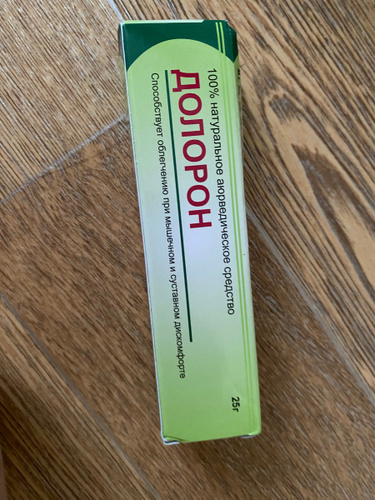 100% натуральное аюрведическое средство
ДОЛОРОН
Способствует облегчению при мышечном и суставном дискомфорте
25г